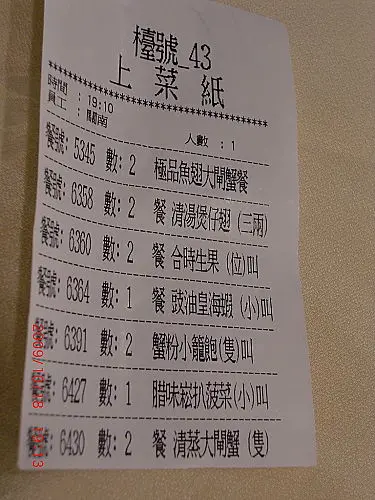 檯號_43
上菜紙
********************************
時間 : 19:10
員工 : 關南 人數 : 1
餐號: 5345 數: 2 極品魚翅大閘蟹餐
餐號: 6358 數: 2 餐 清湯煲仔翅 (三兩)
餐號: 6360 數: 2 餐 合時生果 (位)叫
餐號: 6364 數: 1 餐 豉油皇海蝦 (小)叫
餐號: 6391 數: 2 蟹粉小籠飽(隻)叫
餐號: 6427 數: 1 腊味崧扒菠菜(小)叫
餐號: 6430 數: 2 餐 清蒸大閘蟹 (隻)